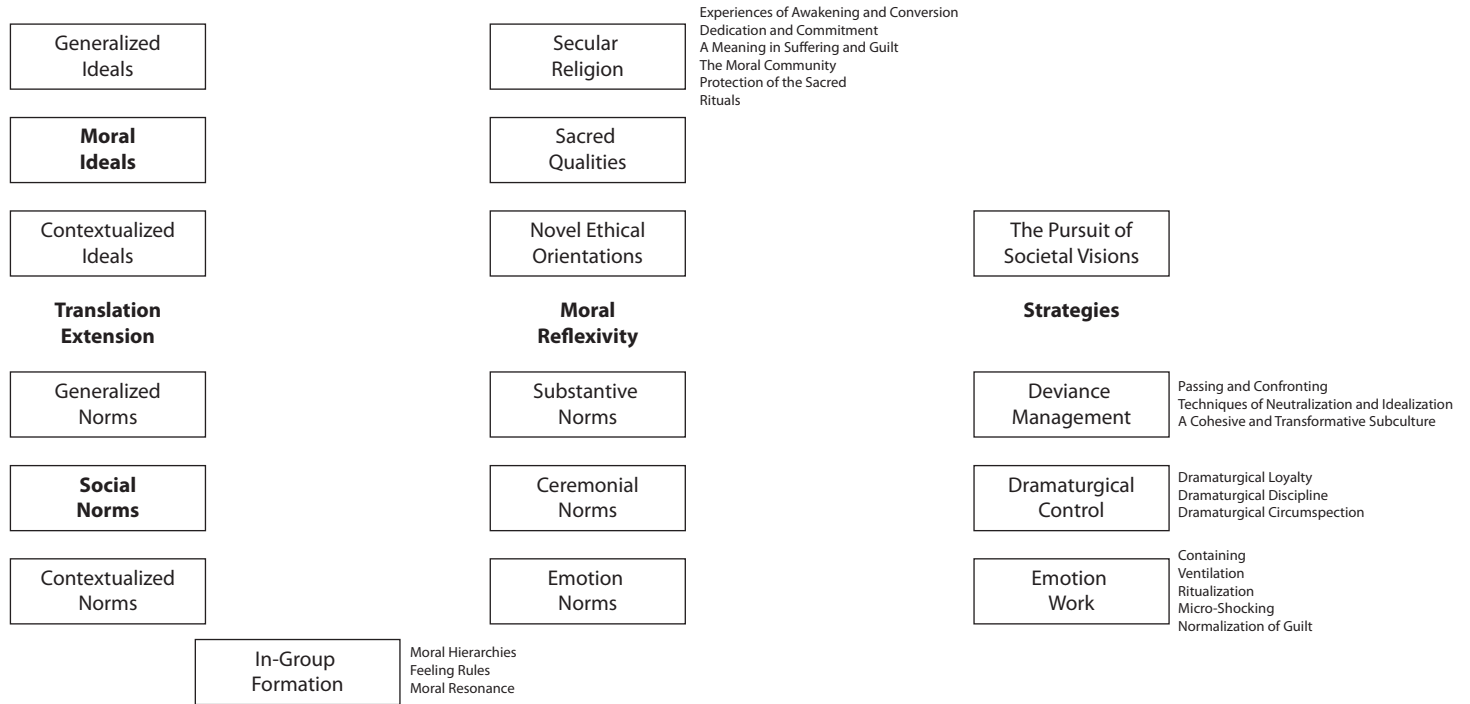 Generalized
Ideals
Secular
Religion
Experiences of Awakening and Conversion
Dedication and Commitment
A Meaning in Suffering and Guilt
The Moral Community
Protection of the Sacred
Rituals
Moral
Ideals
Sacred
Qualities
Contextualized
Ideals
Novel Ethical
Orientations
The Pursuit of
Societal Visions
Translation
Extension
Moral
Reflexivity
Strategies
Generalized
Norms
Substantive
Norms
Deviance
Management
Passing and Confronting
Techniques of Neutralization and Idealization
A Cohesive and Transformative Subculture
Social
Norms
Ceremonial
Norms
Dramaturgical
Control
Dramaturgical Loyalty
Dramaturgical Discipline
Dramaturgical Circumspection
Contextualized
Norms
Emotion
Norms
Emotion
Work
Containing
Ventilation
Ritualization
Micro-Shocking
Normalization of Guilt
In-Group
Formation
Moral Hierarchies
Feeling Rules
Moral Resonance